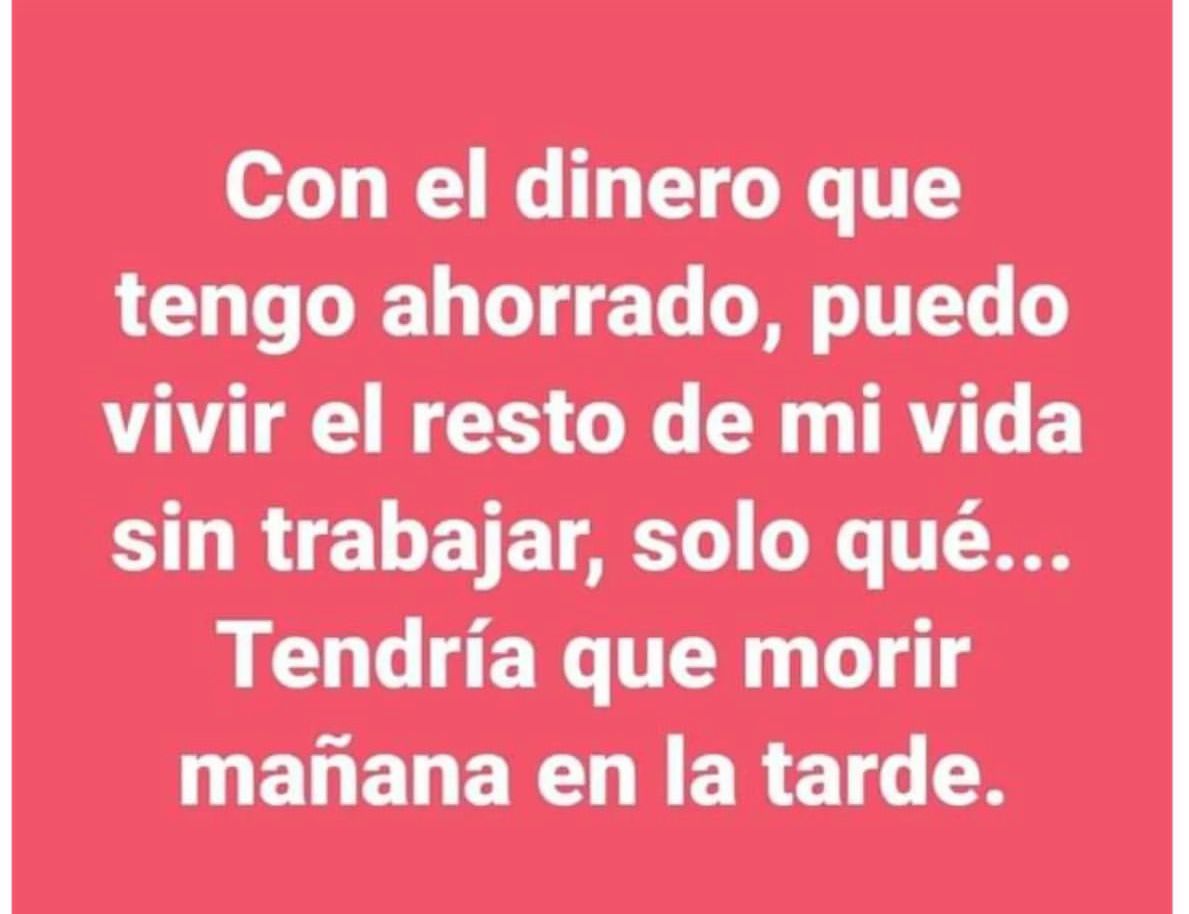 Con el dinero que
tengo ahorrado, puedo
vivir el resto de mi vida
sin trabajar, solo qué...
Tendría que morir
mañana en la tarde.